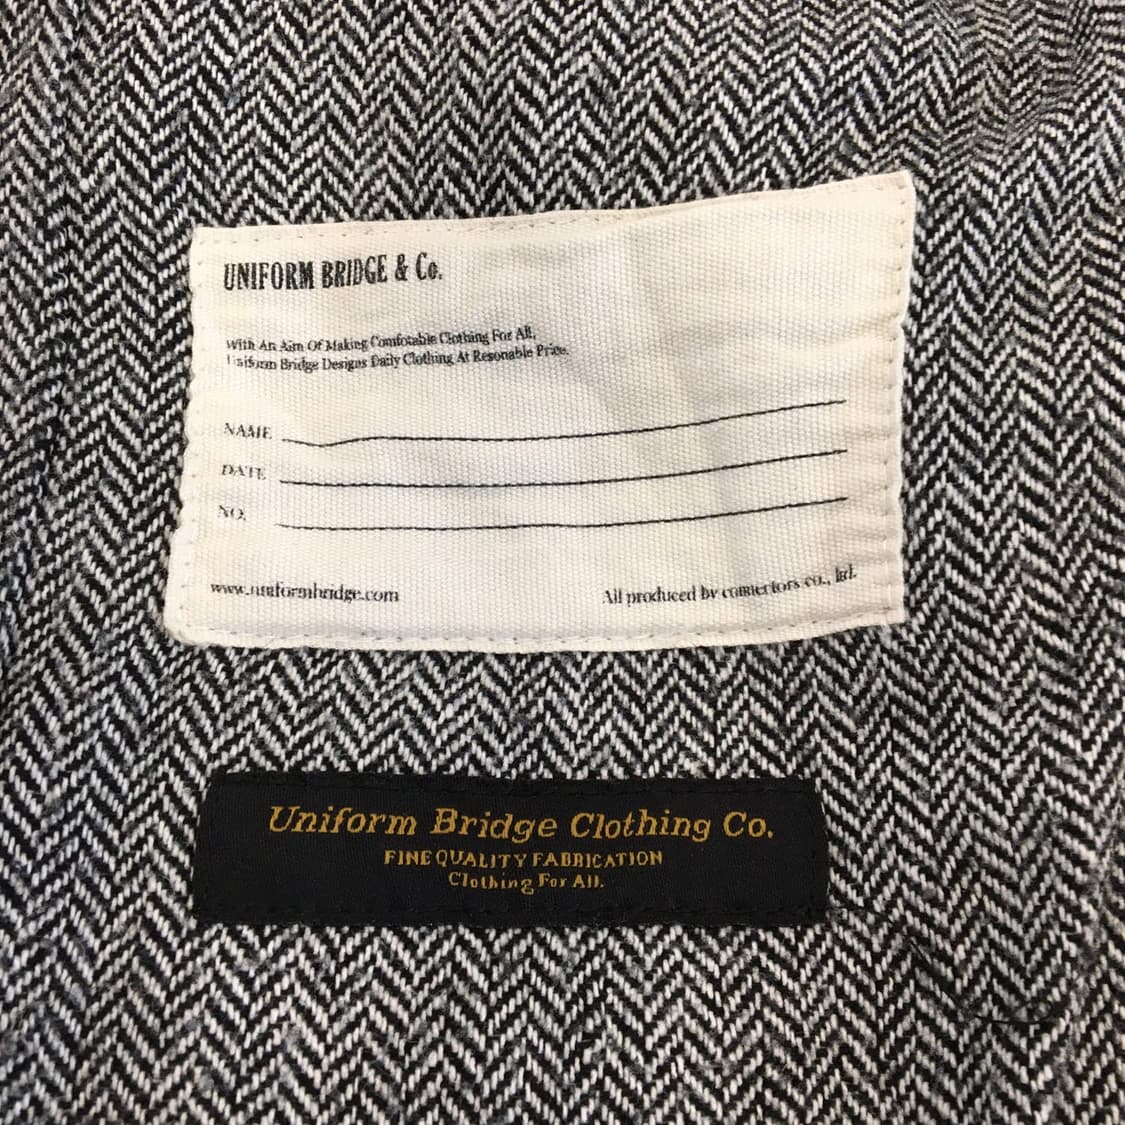 UNIFORM BRIDGE & Co.
With An Aim Of Making Comfotable Clothing For All.
Uniform Bridge Designs Daily Clothing At Resonable Price.
NAME
DATE
NO.
www.uniformbridge.com
All produced by connectors co., ltd.
Uniform Bridge Clothing Co.
FINE QUALITY FABRICATION
Clothing For All.